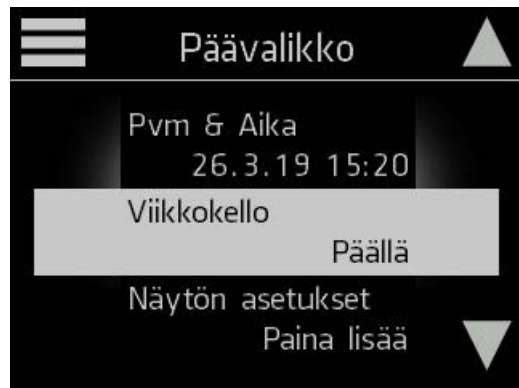 Päävalikko
Pvm & Aika
26.3.19 15:20
Viikkokello
Päällä
Näytön asetukset
Paina lisää